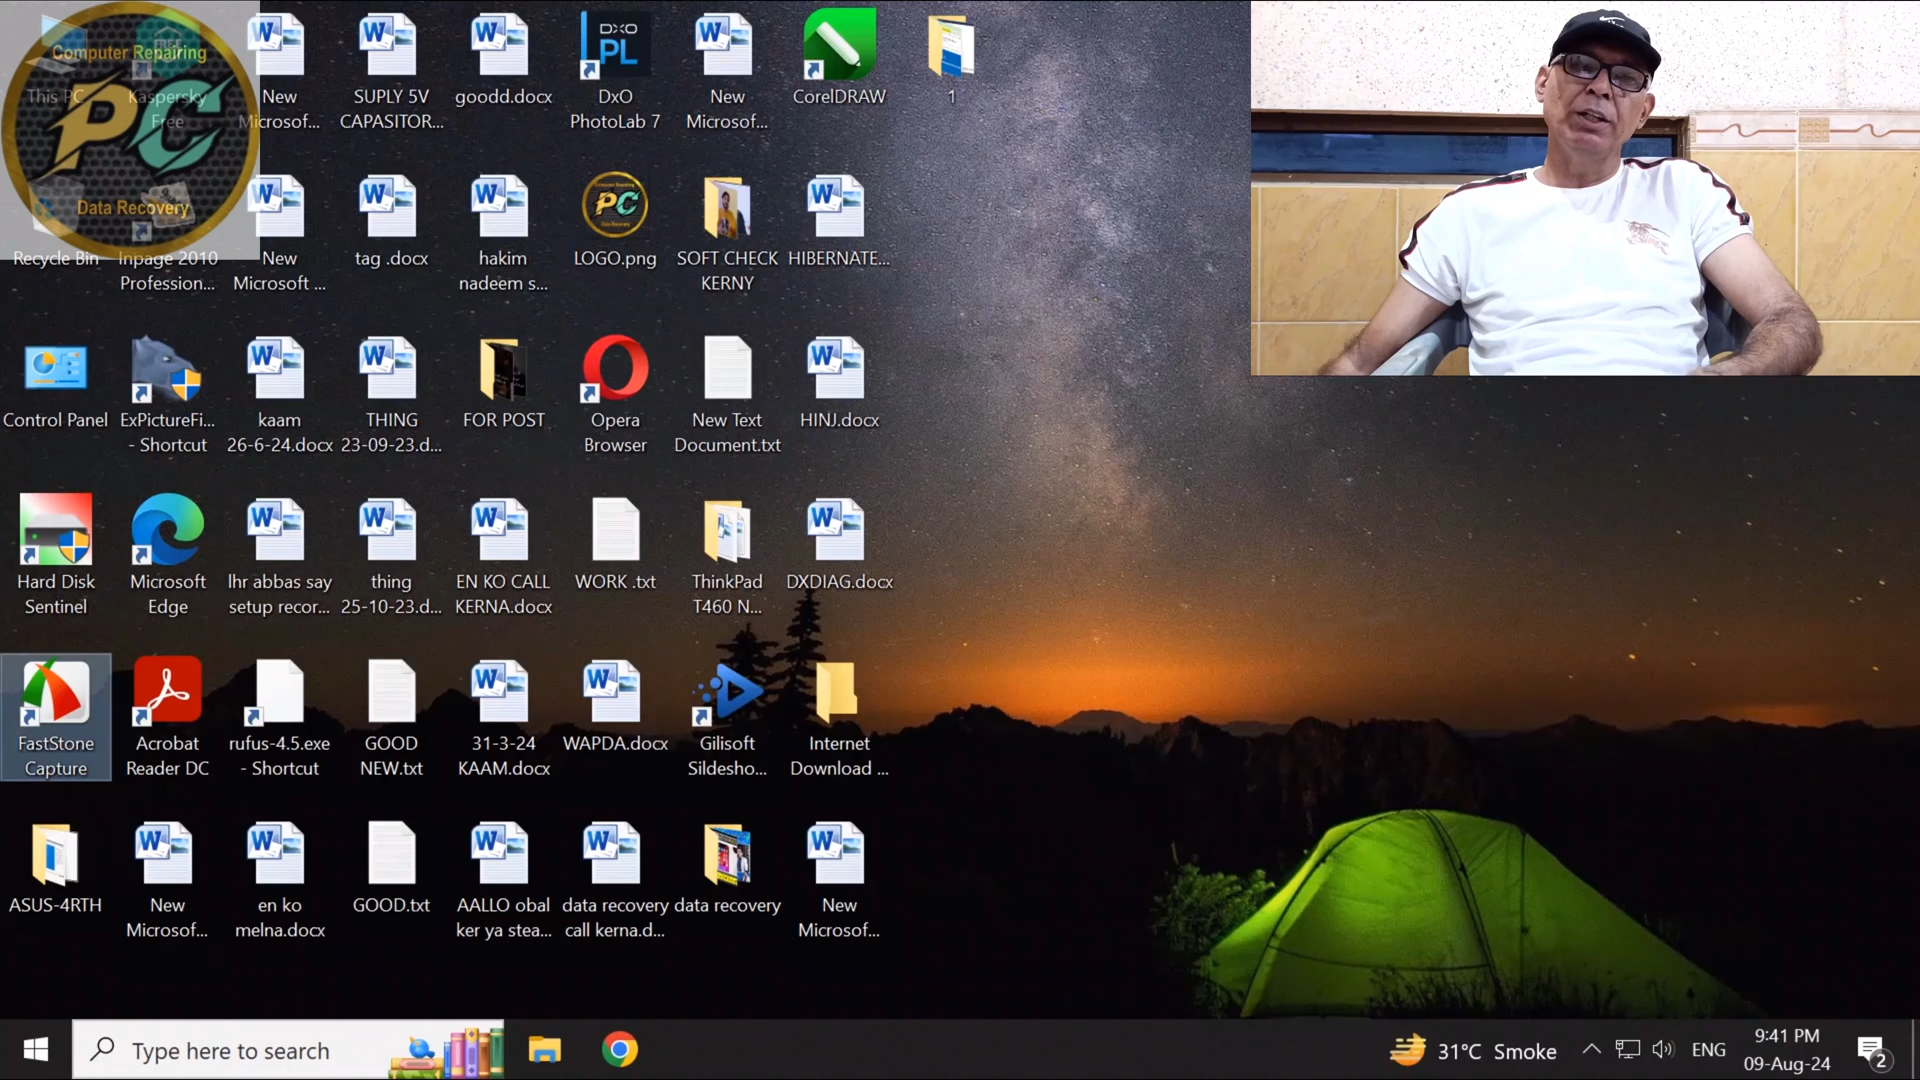 Computer Repairing
PC
Data Recovery
This PC
Kaspersky
Free
New
Microsof...
SUPLY 5V
CAPASITOR...
goodd.docx
DXO
PL
DxO
PhotoLab 7
New
Microsof...
CorelDRAW
1
Recycle Bin
Inpage 2010
Profession...
New
Microsoft ...
tag .docx
hakim
nadeem s...
PC
LOGO.png
SOFT CHECK
KERNY
HIBERNATE...
Control Panel
ExPictureFi...
- Shortcut
kaam
26-6-24.docx
THING
23-09-23.d...
FOR POST
Opera
Browser
New Text
Document.txt
HINJ.docx
Hard Disk
Sentinel
Microsoft
Edge
lhr abbas say
setup recor...
thing
25-10-23.d...
EN KO CALL
KERNA.docx
WORK .txt
ThinkPad
T460 N...
DXDIAG.docx
FastStone
Capture
Acrobat
Reader DC
rufus-4.5.exe
- Shortcut
GOOD
NEW.txt
31-3-24
KAAM.docx
WAPDA.docx
Gilisoft
Sildesho...
Internet
Download ...
ASUS-4RTH
New
Microsof...
en ko
melna.docx
GOOD.txt
AALLO obal
ker ya stea...
data recovery
call kerna.d...
data recovery
New
Microsof...
Type here to search
31°C Smoke
ENG
9:41 PM
09-Aug-24
2